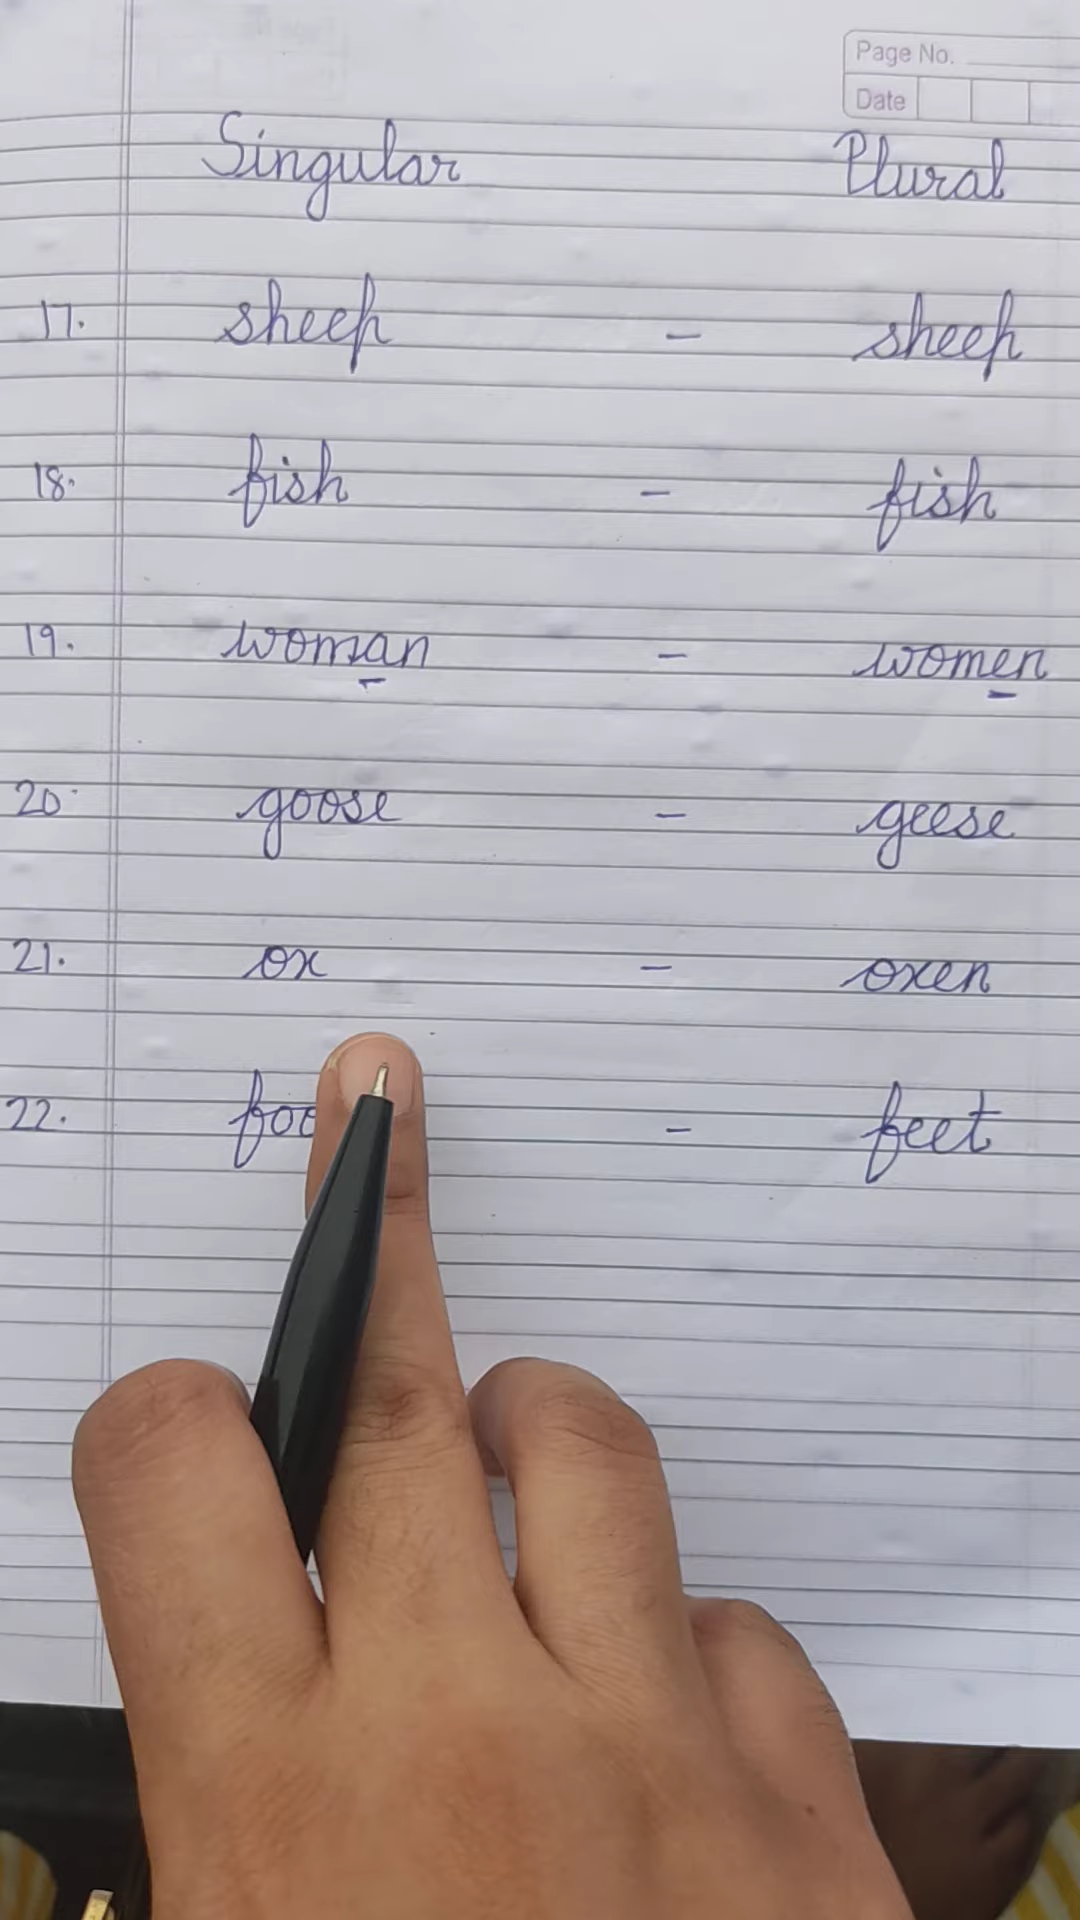 Page No.
Date
Singular Plural
17. sheep - sheep
18. fish - fish
19. woman - women
20. goose - geese
21. ox - oxen
22. - feet